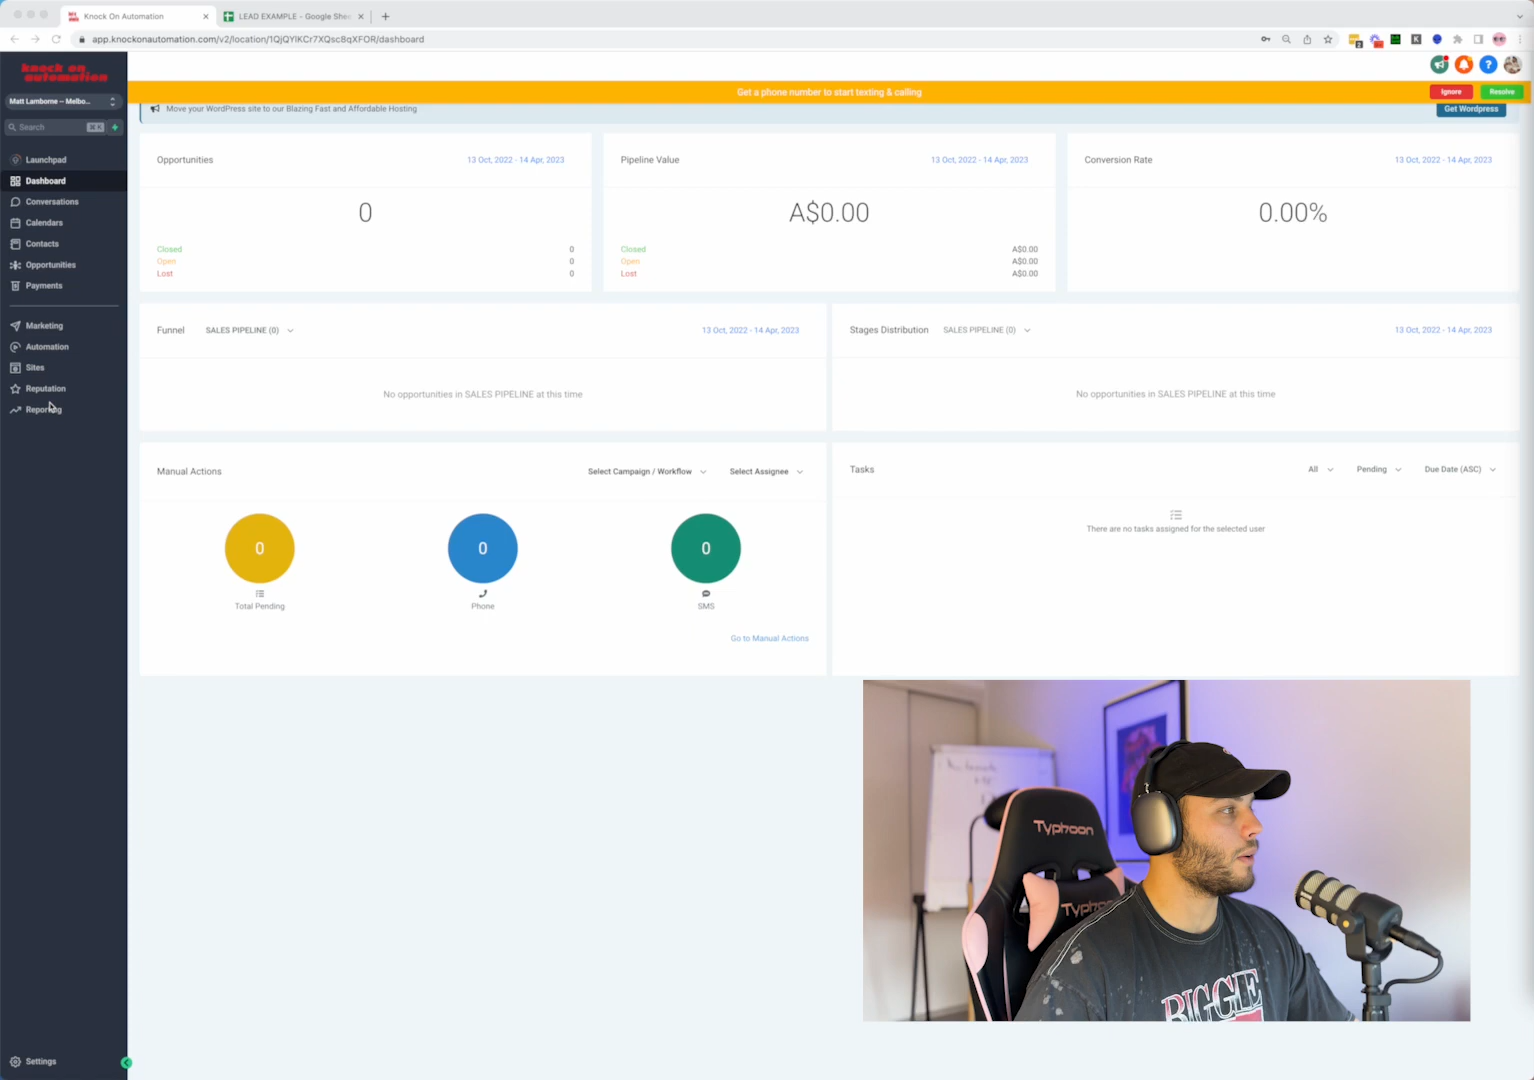 Knock On Automation
LEAD EXAMPLE - Google Shee
app.knockonautomation.com/v2/location/1QjQYlKCr7XQsc8qXFOR/dashboard
knock on
automation
Matt Lamborne -- Melbo...
Search
⌘ K
Launchpad
Dashboard
Conversations
Calendars
Contacts
Opportunities
Payments
Marketing
Automation
Sites
Reputation
Reporting
Settings
Get a phone number to start texting & calling
Ignore
Resolve
Move your WordPress site to our Blazing Fast and Affordable Hosting
Get Wordpress
Opportunities
13 Oct, 2022 - 14 Apr, 2023
0
Closed 0
Open 0
Lost 0
Pipeline Value
13 Oct, 2022 - 14 Apr, 2023
A$0.00
Closed A$0.00
Open A$0.00
Lost A$0.00
Conversion Rate
13 Oct, 2022 - 14 Apr, 2023
0.00%
Funnel
SALES PIPELINE (0)
13 Oct, 2022 - 14 Apr, 2023
No opportunities in SALES PIPELINE at this time
Stages Distribution
SALES PIPELINE (0)
13 Oct, 2022 - 14 Apr, 2023
No opportunities in SALES PIPELINE at this time
Manual Actions
Select Campaign / Workflow
Select Assignee
0
Total Pending
0
Phone
0
SMS
Go to Manual Actions
Tasks
All
Pending
Due Date (ASC)
There are no tasks assigned for the selected user
Typhoon
Typhoon
BIGGIE